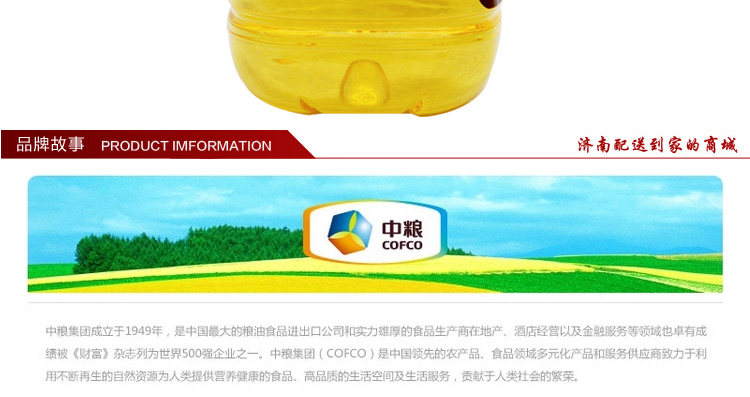 品牌故事 PRODUCT IMFORMATION 济南配送到家的商城
中粮
COFCO
中粮集团成立于1949年，是中国最大的粮油食品进出口公司和实力雄厚的食品生产商在地产、酒店经营以及金融服务等领域也卓有成
绩被《财富》杂志列为世界500强企业之一。中粮集团（COFCO）是中国领先的农产品、食品领域多元化产品和服务供应商致力于利
用不断再生的自然资源为人类提供营养健康的食品、高品质的生活空间及生活服务，贡献于人类社会的繁荣。